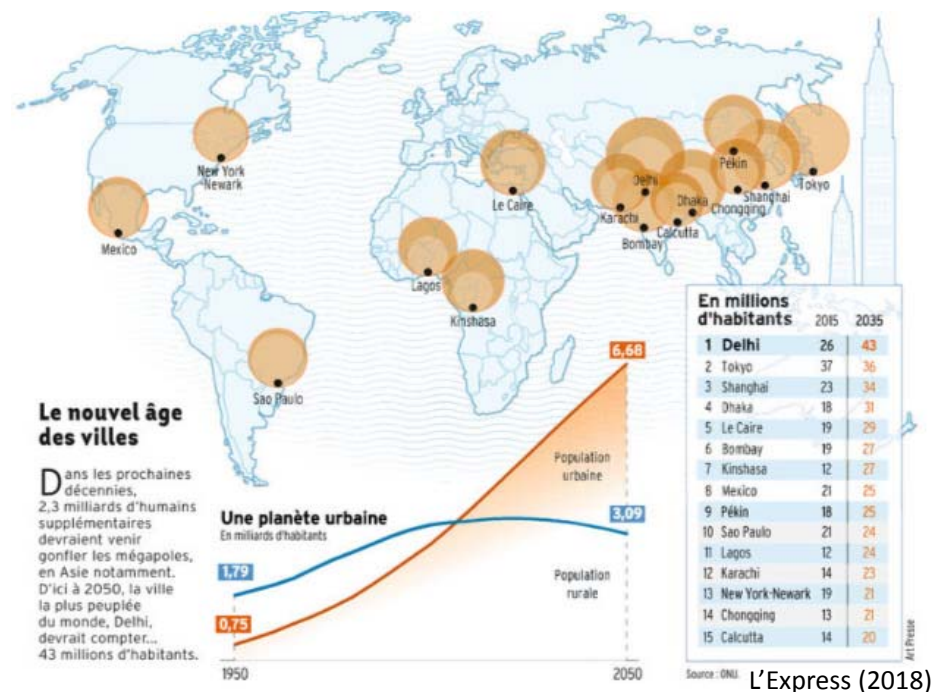 New York
Newark
Mexico
Sao Paulo
Lagos
Kinshasa
Le Caire
Karachi
Delhi
Bombay
Calcutta
Dhaka
Chongqing
Pékin
Shanghai
Tokyo
Le nouvel âge
des villes
Dans les prochaines
décennies,
2,3 milliards d'humains
supplémentaires
devraient venir
gonfler les mégapoles,
en Asie notamment.
D'ici à 2050, la ville
la plus peuplée
du monde, Delhi,
devrait compter...
43 millions d'habitants.
Une planète urbaine
En milliards d'habitants
1,79
0,75
6,68
3,09
Population
urbaine
Population
rurale
1950
2050
En millions
d'habitants 2015 2035
1 Delhi 26 43
2 Tokyo 37 36
3 Shanghai 23 34
4 Dhaka 18 31
5 Le Caire 19 29
6 Bombay 19 27
7 Kinshasa 12 27
8 Mexico 21 25
9 Pékin 18 25
10 Sao Paulo 21 24
11 Lagos 12 24
12 Karachi 14 23
13 New York-Newark 19 21
14 Chongqing 13 21
15 Calcutta 14 20
Art Presse
Source : ONU.
L'Express (2018)